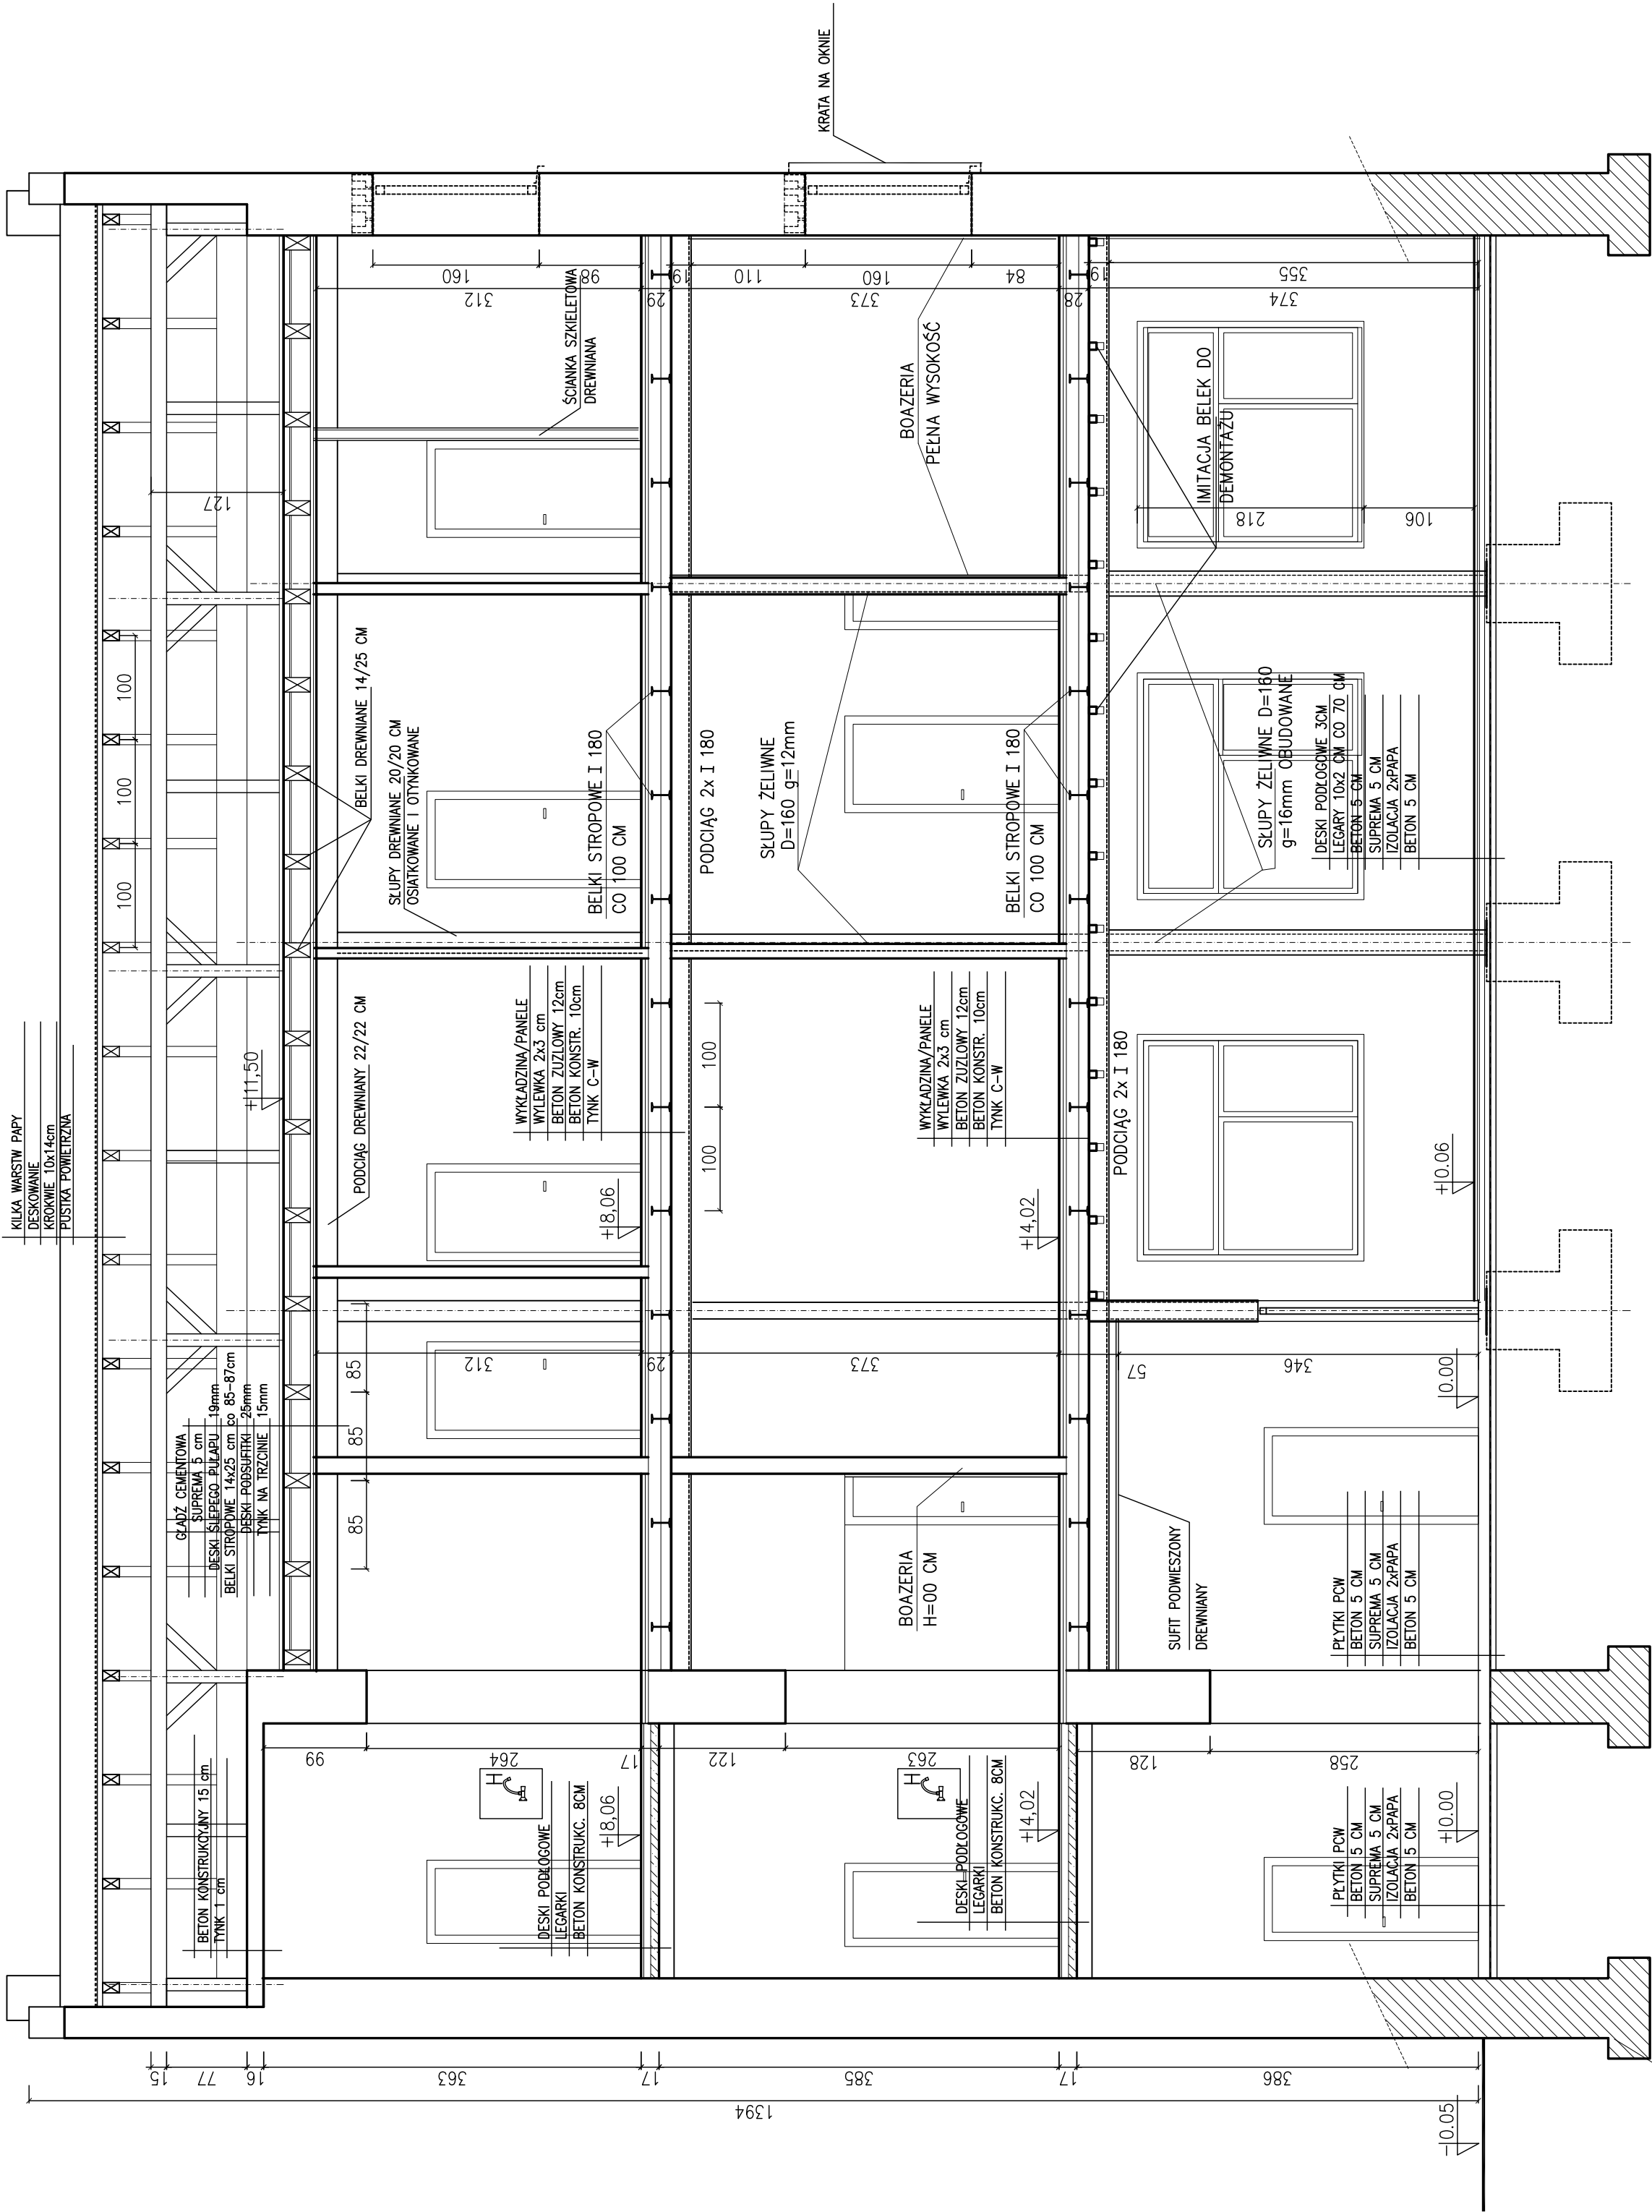 KILKA WARSTW PAPY
DESKOWANIE
KROKWIE 10x14cm
PUSTKA POWIETRZNA
KRATA NA OKNIE
100
100
100
127
+11,50
GŁADŹ CEMENTOWA
SUPREMA 5 cm
DESKI ŚLEPEGO PUŁAPU 19mm
BELKI STROPOWE 14x25 cm co 85-87cm
DESKI PODSUFITKI 25mm
TYNK NA TRZCINIE 15mm
BETON KONSTRUKCYJNY 15 cm
TYNK 1 cm
BELKI DREWNIANE 14/25 CM
SŁUPY DREWNIANE 20/20 CM
OSIATKOWANE I OTYNKOWANE
PODCIĄG DREWNIANY 22/22 CM
ŚCIANKA SZKIELETOWA
DREWNIANA
160
98
312
29
19
110
160
84
373
28
19
355
374
85
85
85
312
29
373
57
346
BELKI STROPOWE I 180
CO 100 CM
WYKŁADZINA/PANELE
WYLEWKA 2x3 cm
BETON ZUZLOWY 12cm
BETON KONSTR. 10cm
TYNK C-W
+8,06
PODCIĄG 2x I 180
100
100
SŁUPY ŻELIWNE
D=160 g=12mm
BOAZERIA
PEŁNA WYSOKOŚĆ
BELKI STROPOWE I 180
CO 100 CM
WYKŁADZINA/PANELE
WYLEWKA 2x3 cm
BETON ZUZLOWY 12cm
BETON KONSTR. 10cm
TYNK C-W
+4,02
BOAZERIA
H=00 CM
PODCIĄG 2x I 180
IMITACJA BELEK DO
DEMONTAŻU
218
106
SŁUPY ŻELIWNE D=160
g=16mm OBUDOWANE
DESKI PODŁOGOWE 3CM
LEGARY 10x2 CM CO 70 CM
BETON 5 CM
SUPREMA 5 CM
IZOLACJA 2xPAPA
BETON 5 CM
+0.06
SUFIT PODWIESZONY
DREWNIANY
0.00
PŁYTKI PCW
BETON 5 CM
SUPREMA 5 CM
IZOLACJA 2xPAPA
BETON 5 CM
99
264
17
122
263
128
258
H
+8,06
DESKI PODŁOGOWE
LEGARKI
BETON KONSTRUKC. 8CM
H
+4,02
DESKI PODŁOGOWE
LEGARKI
BETON KONSTRUKC. 8CM
PŁYTKI PCW
BETON 5 CM
SUPREMA 5 CM
IZOLACJA 2xPAPA
BETON 5 CM
±0.00
15
77
16
363
17
385
17
386
1394
-0.05